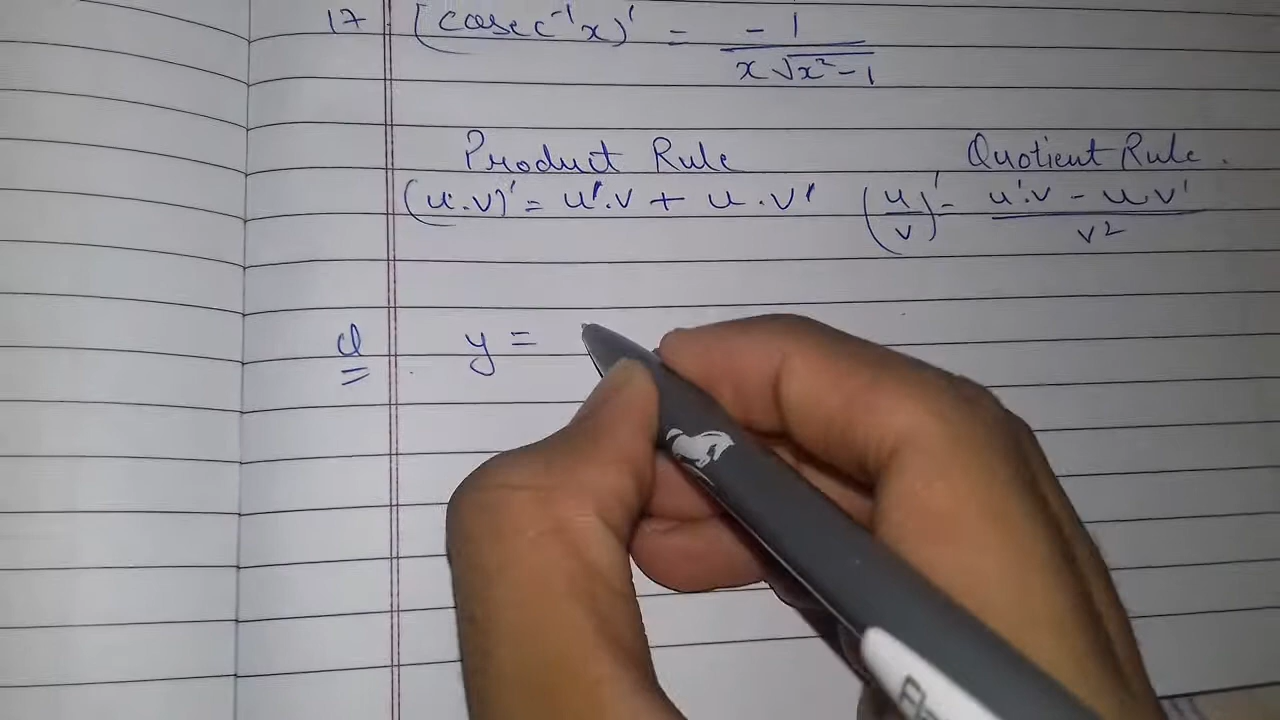 17 (cosec⁻¹x)' = -1 / x√x²-1
Product Rule Quotient Rule.
(u.v)' = u'.v + u.v' (u/v)' = u'.v - u.v' / v²
Q y =